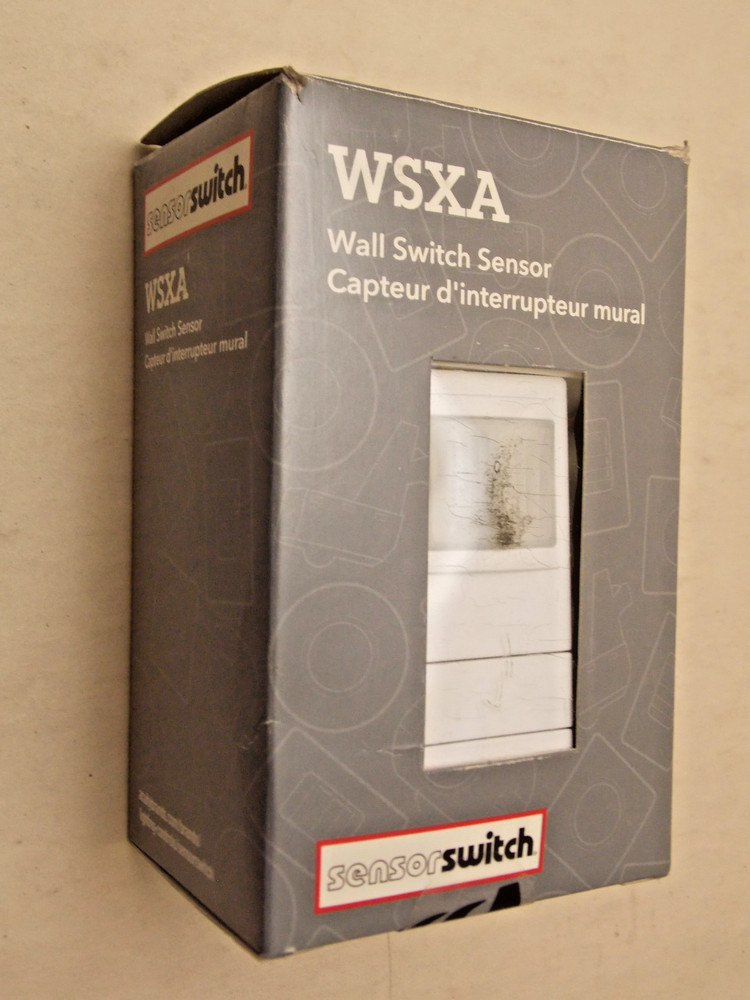 sensorswitch
WSXA
Wall Switch Sensor
Capteur d'interrupteur mural
WSXA
Wall Switch Sensor
Capteur d'interrupteur mural
sensorswitch